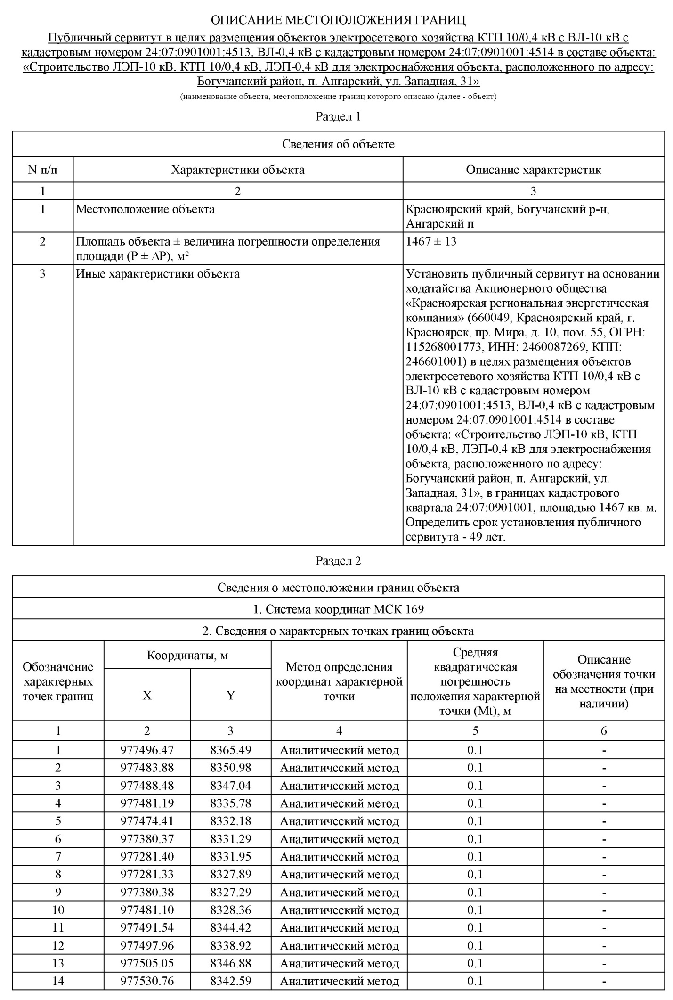 ОПИСАНИЕ МЕСТОПОЛОЖЕНИЯ ГРАНИЦ
Публичный сервитут в целях размещения объектов электросетевого хозяйства КТП 10/0,4 кВ с ВЛ-10 кВ с
кадастровым номером 24:07:0901001:4513, ВЛ-0,4 кВ с кадастровым номером 24:07:0901001:4514 в составе объекта:
«Строительство ЛЭП-10 кВ, КТП 10/0,4 кВ, ЛЭП-0,4 кВ для электроснабжения объекта, расположенного по адресу:
Богучанский район, п. Ангарский, ул. Западная, 31»
(наименование объекта, местоположение границ которого описано (далее - объект)
Раздел 1
Сведения об объекте
N п/п Характеристики объекта Описание характеристик
1 2 3
1 Местоположение объекта Красноярский край, Богучанский р-н,
Ангарский п
2 Площадь объекта ± величина погрешности определения 1467 ± 13
площади (P ± ∆P), м²
3 Иные характеристики объекта Установить публичный сервитут на основании
ходатайства Акционерного общества
«Красноярская региональная энергетическая
компания» (660049, Красноярский край, г.
Красноярск, пр. Мира, д. 10, пом. 55, ОГРН:
115268001773, ИНН: 2460087269, КПП:
246601001) в целях размещения объектов
электросетевого хозяйства КТП 10/0,4 кВ с
ВЛ-10 кВ с кадастровым номером
24:07:0901001:4513, ВЛ-0,4 кВ с кадастровым
номером 24:07:0901001:4514 в составе
объекта: «Строительство ЛЭП-10 кВ, КТП
10/0,4 кВ, ЛЭП-0,4 кВ для электроснабжения
объекта, расположенного по адресу:
Богучанский район, п. Ангарский, ул.
Западная, 31», в границах кадастрового
квартала 24:07:0901001, площадью 1467 кв. м.
Определить срок установления публичного
сервитута - 49 лет.
Раздел 2
Сведения о местоположении границ объекта
1. Система координат МСК 169
2. Сведения о характерных точках границ объекта
Обозначение
характерных
точек границ
Координаты, м
X Y
Метод определения
координат характерной
точки
Средняя
квадратическая
погрешность
положения характерной
точки (Mt), м
Описание
обозначения точки
на местности (при
наличии)
1 2 3 4 5 6
1 977496.47 8365.49 Аналитический метод 0.1 -
2 977483.88 8350.98 Аналитический метод 0.1 -
3 977488.48 8347.04 Аналитический метод 0.1 -
4 977481.19 8335.78 Аналитический метод 0.1 -
5 977474.41 8332.18 Аналитический метод 0.1 -
6 977380.37 8331.29 Аналитический метод 0.1 -
7 977281.40 8331.95 Аналитический метод 0.1 -
8 977281.33 8327.89 Аналитический метод 0.1 -
9 977380.38 8327.29 Аналитический метод 0.1 -
10 977481.10 8328.36 Аналитический метод 0.1 -
11 977491.54 8344.42 Аналитический метод 0.1 -
12 977497.96 8338.92 Аналитический метод 0.1 -
13 977505.05 8346.88 Аналитический метод 0.1 -
14 977530.76 8342.59 Аналитический метод 0.1 -